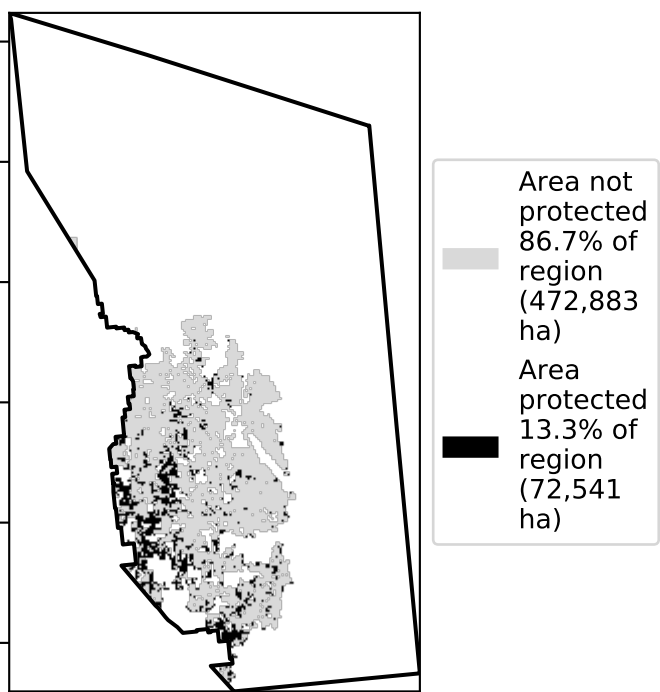 Area not
protected
86.7% of
region
(472,883
ha)
Area
protected
13.3% of
region
(72,541
ha)